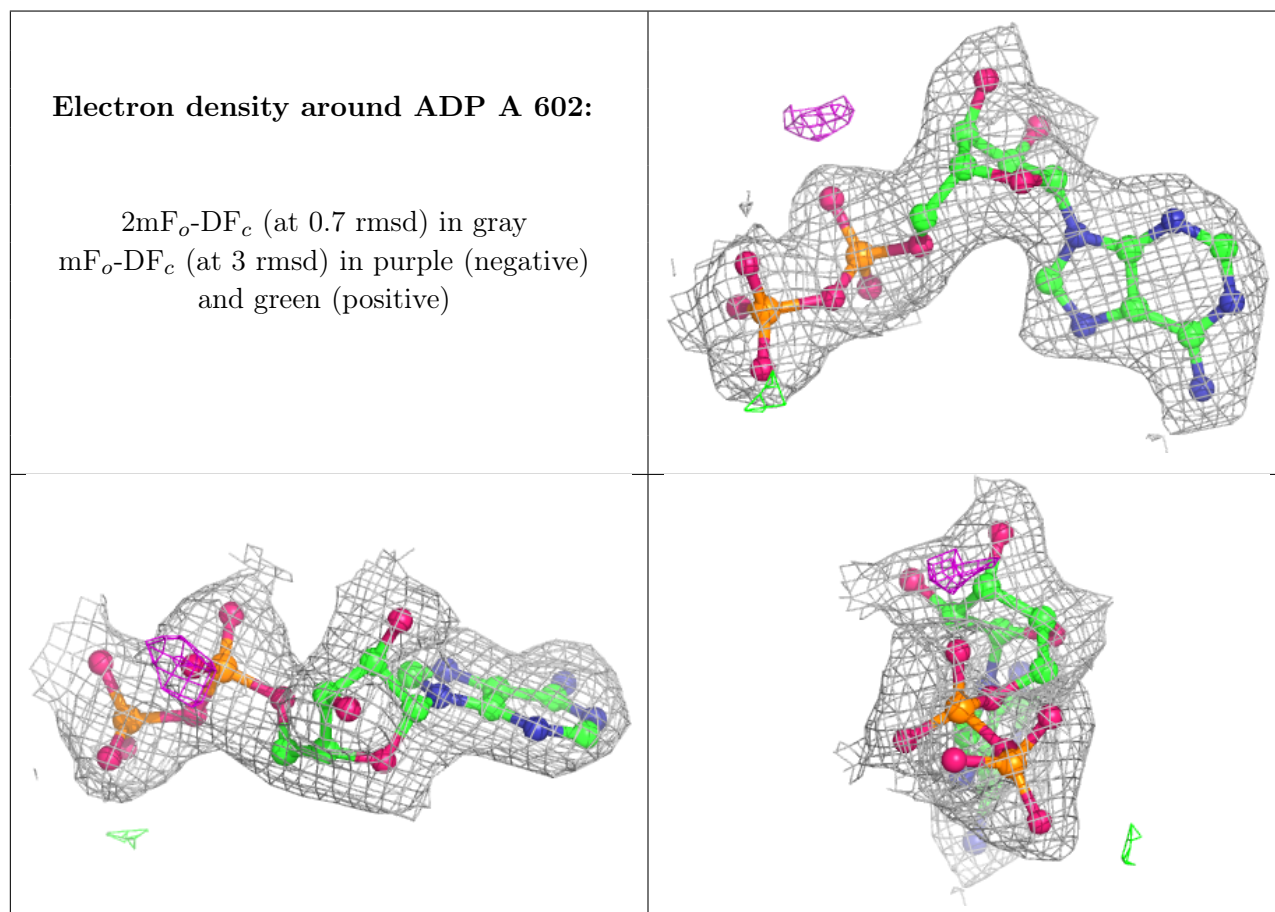 Electron density around ADP A 602:
2mFo-DFc (at 0.7 rmsd) in gray
mFo-DFc (at 3 rmsd) in purple (negative)
and green (positive)